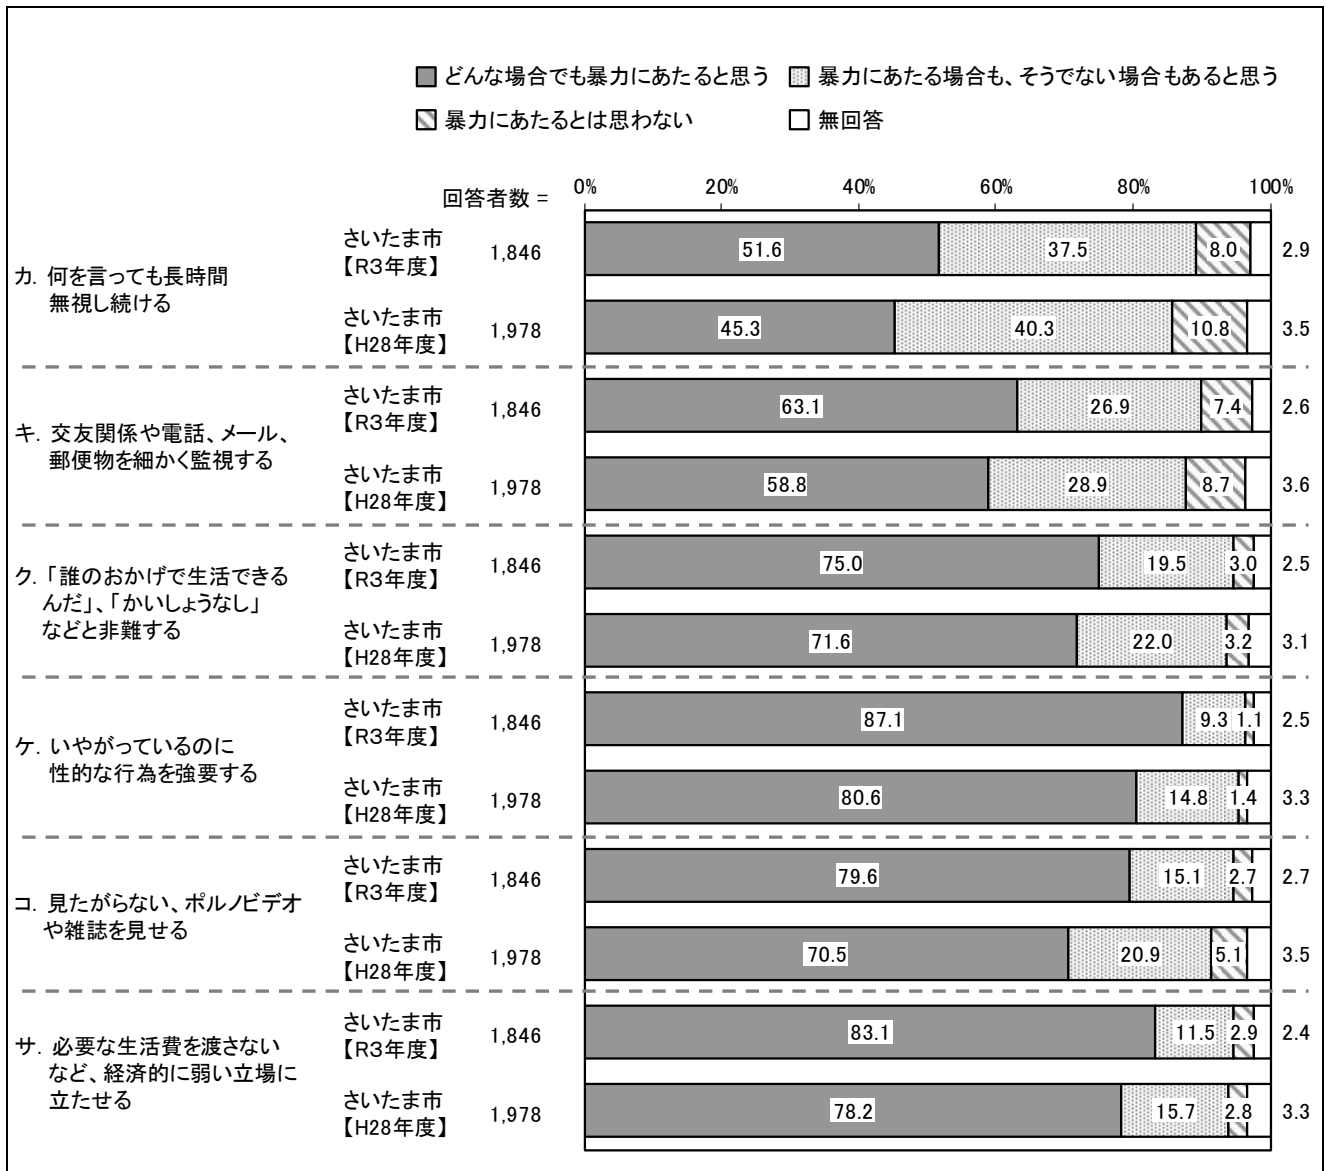 どんな場合でも暴力にあたると思う 暴力にあたる場合も、そうでない場合もあると思う
暴力にあたるとは思わない 無回答
回答者数 = 0% 20% 40% 60% 80% 100%
カ. 何を言っても長時間
無視し続ける
さいたま市
【R3年度】 1,846 51.6 37.5 8.0 2.9
さいたま市
【H28年度】 1,978 45.3 40.3 10.8 3.5
キ. 交友関係や電話、メール、
郵便物を細かく監視する
さいたま市
【R3年度】 1,846 63.1 26.9 7.4 2.6
さいたま市
【H28年度】 1,978 58.8 28.9 8.7 3.6
ク. 「誰のおかげで生活できる
んだ」、「かいしょうなし」
などと非難する
さいたま市
【R3年度】 1,846 75.0 19.5 3.0 2.5
さいたま市
【H28年度】 1,978 71.6 22.0 3.2 3.1
ケ. いやがっているのに
性的な行為を強要する
さいたま市
【R3年度】 1,846 87.1 9.3 1.1 2.5
さいたま市
【H28年度】 1,978 80.6 14.8 1.4 3.3
コ. 見たがらない、ポルノビデオ
や雑誌を見せる
さいたま市
【R3年度】 1,846 79.6 15.1 2.7 2.7
さいたま市
【H28年度】 1,978 70.5 20.9 5.1 3.5
サ. 必要な生活費を渡さない
など、経済的に弱い立場に
立たせる
さいたま市
【R3年度】 1,846 83.1 11.5 2.9 2.4
さいたま市
【H28年度】 1,978 78.2 15.7 2.8 3.3